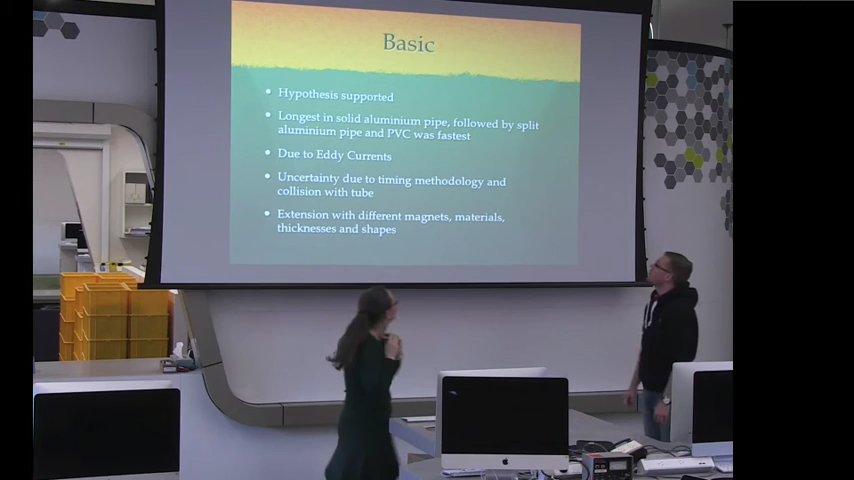 Basic
Hypothesis supported
Longest in solid aluminium pipe, followed by split
aluminium pipe and PVC was fastest
Due to Eddy Currents
Uncertainty due to timing methodology and
collision with tube
Extension with different magnets, materials,
thicknesses and shapes